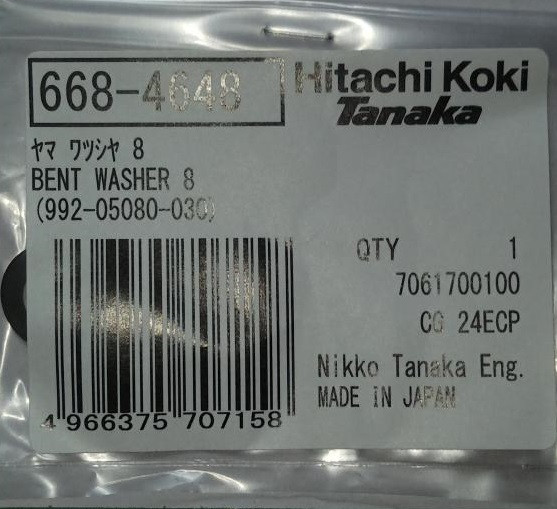 668-4648
Hitachi Koki
Tanaka
ﾔﾏ ﾜﾂｼﾔ 8
BENT WASHER 8
(992-05080-030)
QTY 1
7061700100
CG 24ECP
Nikko Tanaka Eng.
MADE IN JAPAN
4 966375 707158